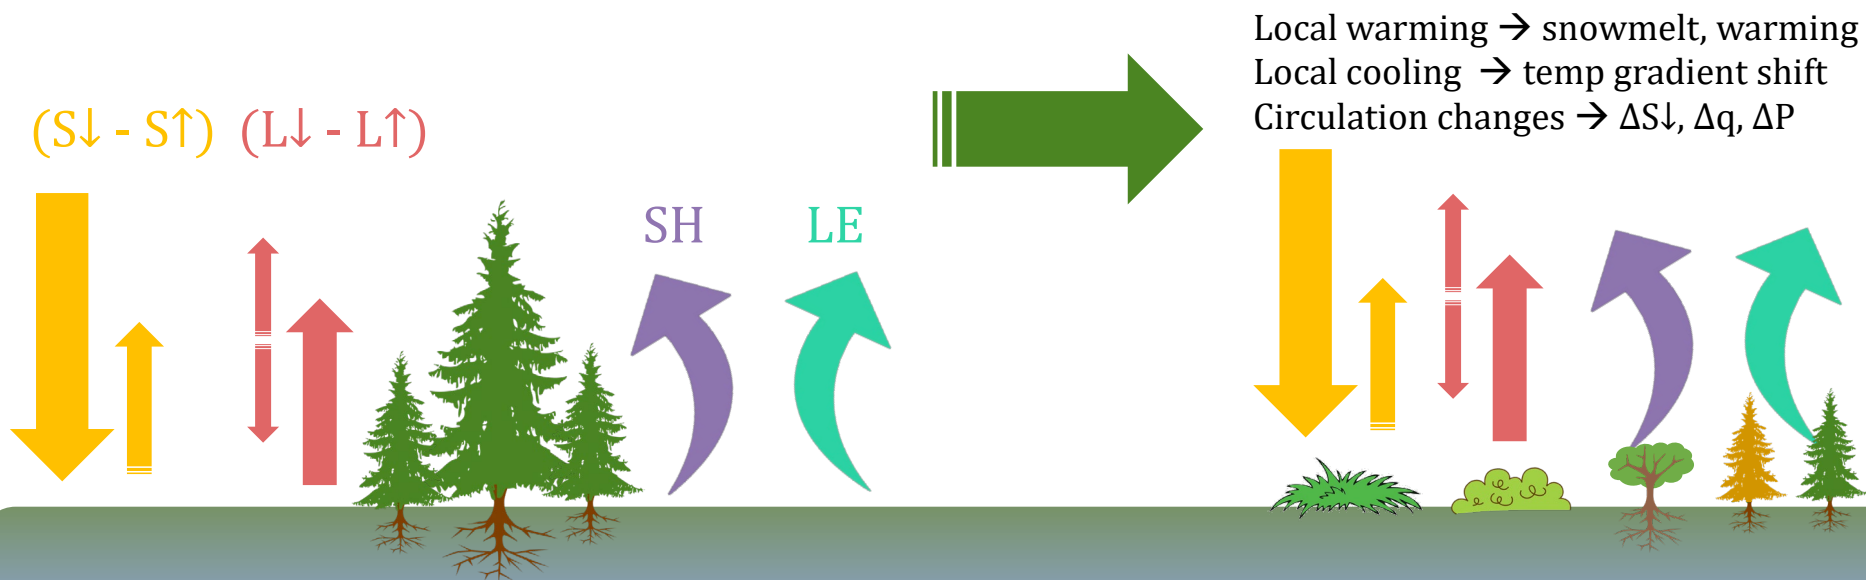 (S↓ - S↑) (L↓ - L↑)
SH
LE
Local warming → snowmelt, warming
Local cooling → temp gradient shift
Circulation changes → ΔS↓, Δq, ΔP